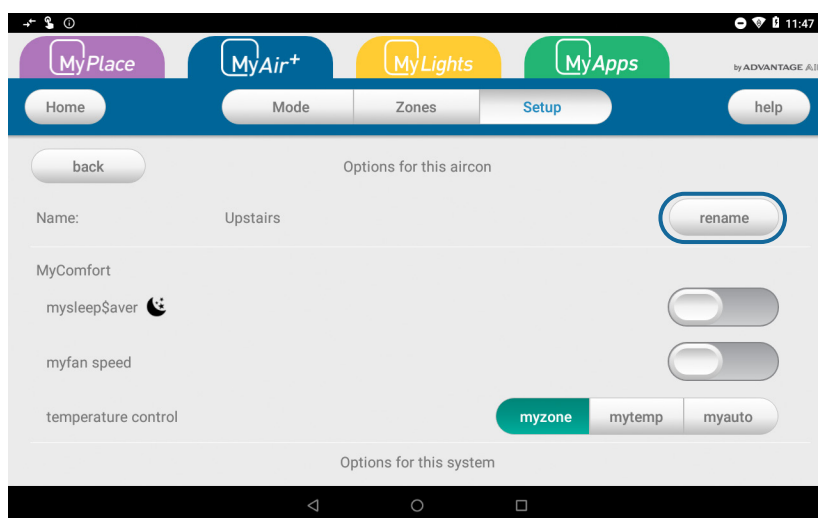 11:47
MyPlace
MyAir+
MyLights
MyApps
by ADVANTAGE AI
Home
Mode
Zones
Setup
help
back
Options for this aircon
Name:
Upstairs
rename
MyComfort
mysleep$aver
myfan speed
temperature control
myzone
mytemp
myauto
Options for this system